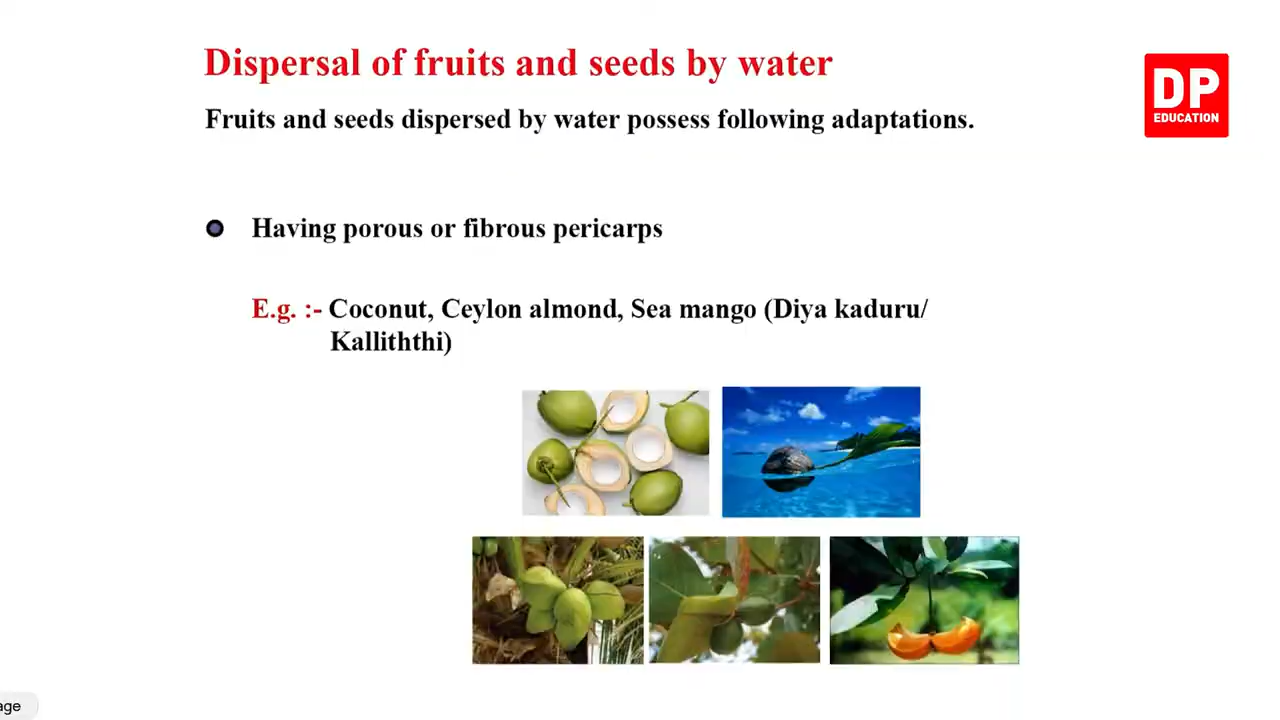 Dispersal of fruits and seeds by water
DP
EDUCATION
Fruits and seeds dispersed by water possess following adaptations.
Having porous or fibrous pericarps
E.g. :- Coconut, Ceylon almond, Sea mango (Diya kaduru/
Kalliththi)
age